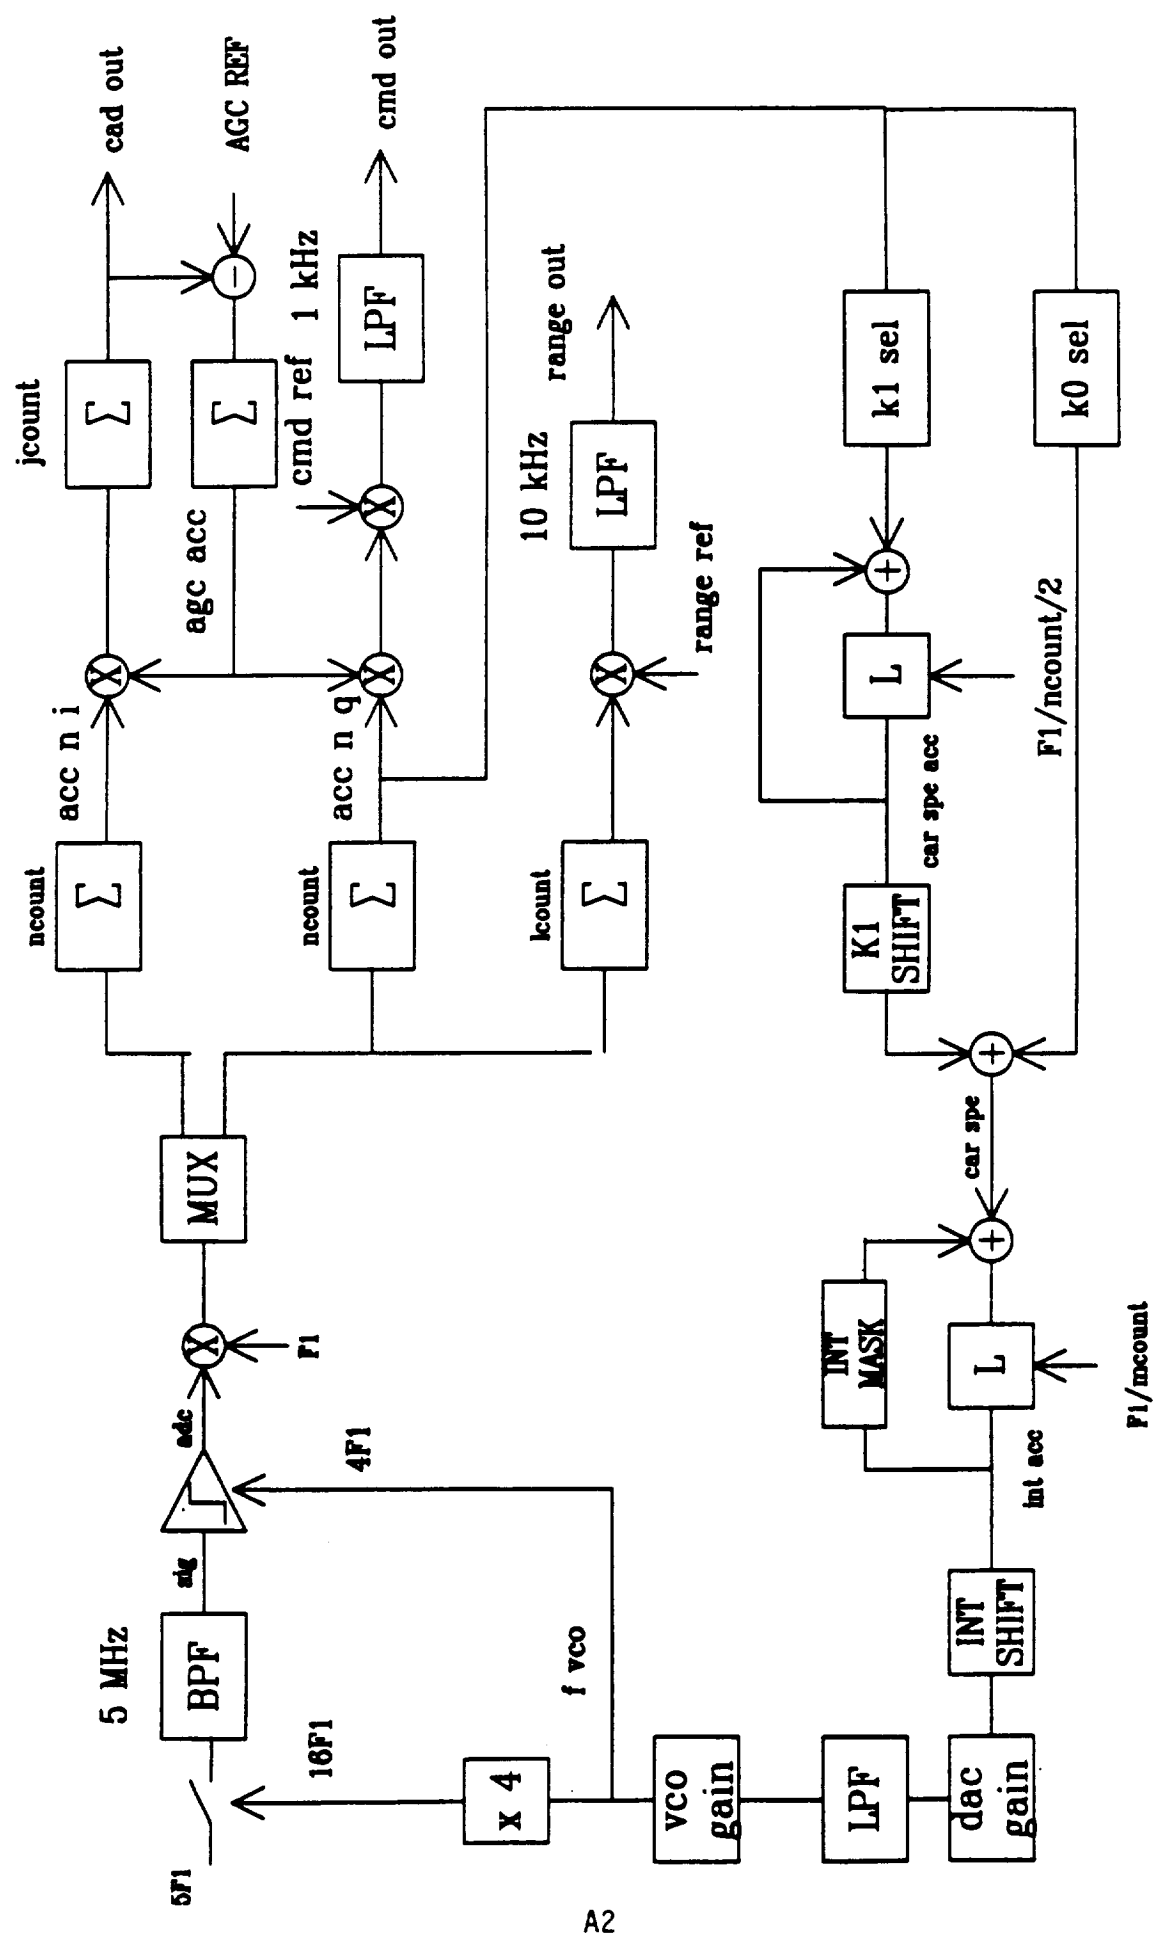 5F1
16F1
5 MHz
BPF
sig
adc
4F1
X
F1
MUX
ncount
Σ
acc n i
X
jcount
Σ
cad out
AGC REF
−
Σ
agc acc
ncount
Σ
acc n q
X
cmd ref
X
1 kHz
LPF
cmd out
kcount
Σ
X
range ref
10 kHz
LPF
range out
k1 sel
k0 sel
+
L
F1/ncount/2
car spe acc
K1
SHIFT
+
car spe
+
INT
MASK
L
F1/mcount
int acc
INT
SHIFT
dac
gain
LPF
vco
gain
f vco
x 4
A2